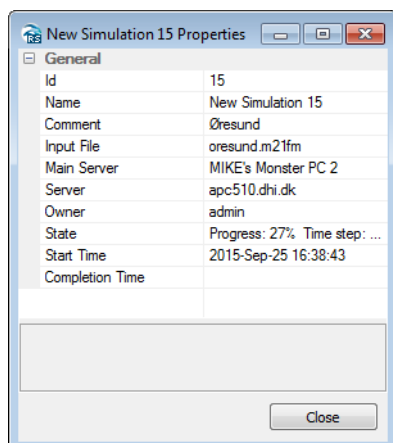 New Simulation 15 Properties
General
Id 15
Name New Simulation 15
Comment Øresund
Input File oresund.m21fm
Main Server MIKE's Monster PC 2
Server apc510.dhi.dk
Owner admin
State Progress: 27% Time step: ...
Start Time 2015-Sep-25 16:38:43
Completion Time
Close